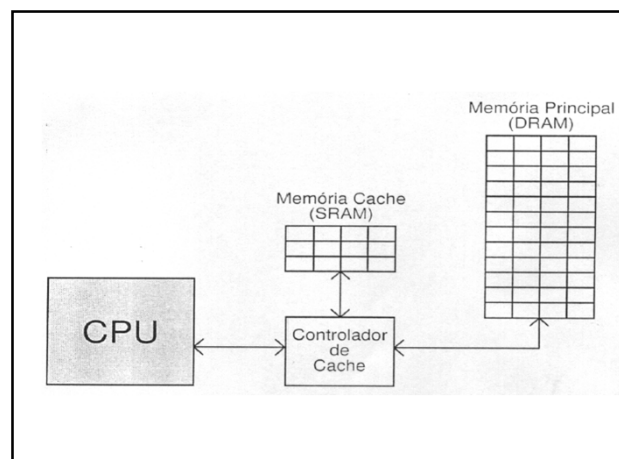 Memória Principal
(DRAM)
Memória Cache
(SRAM)
CPU
Controlador
de
Cache